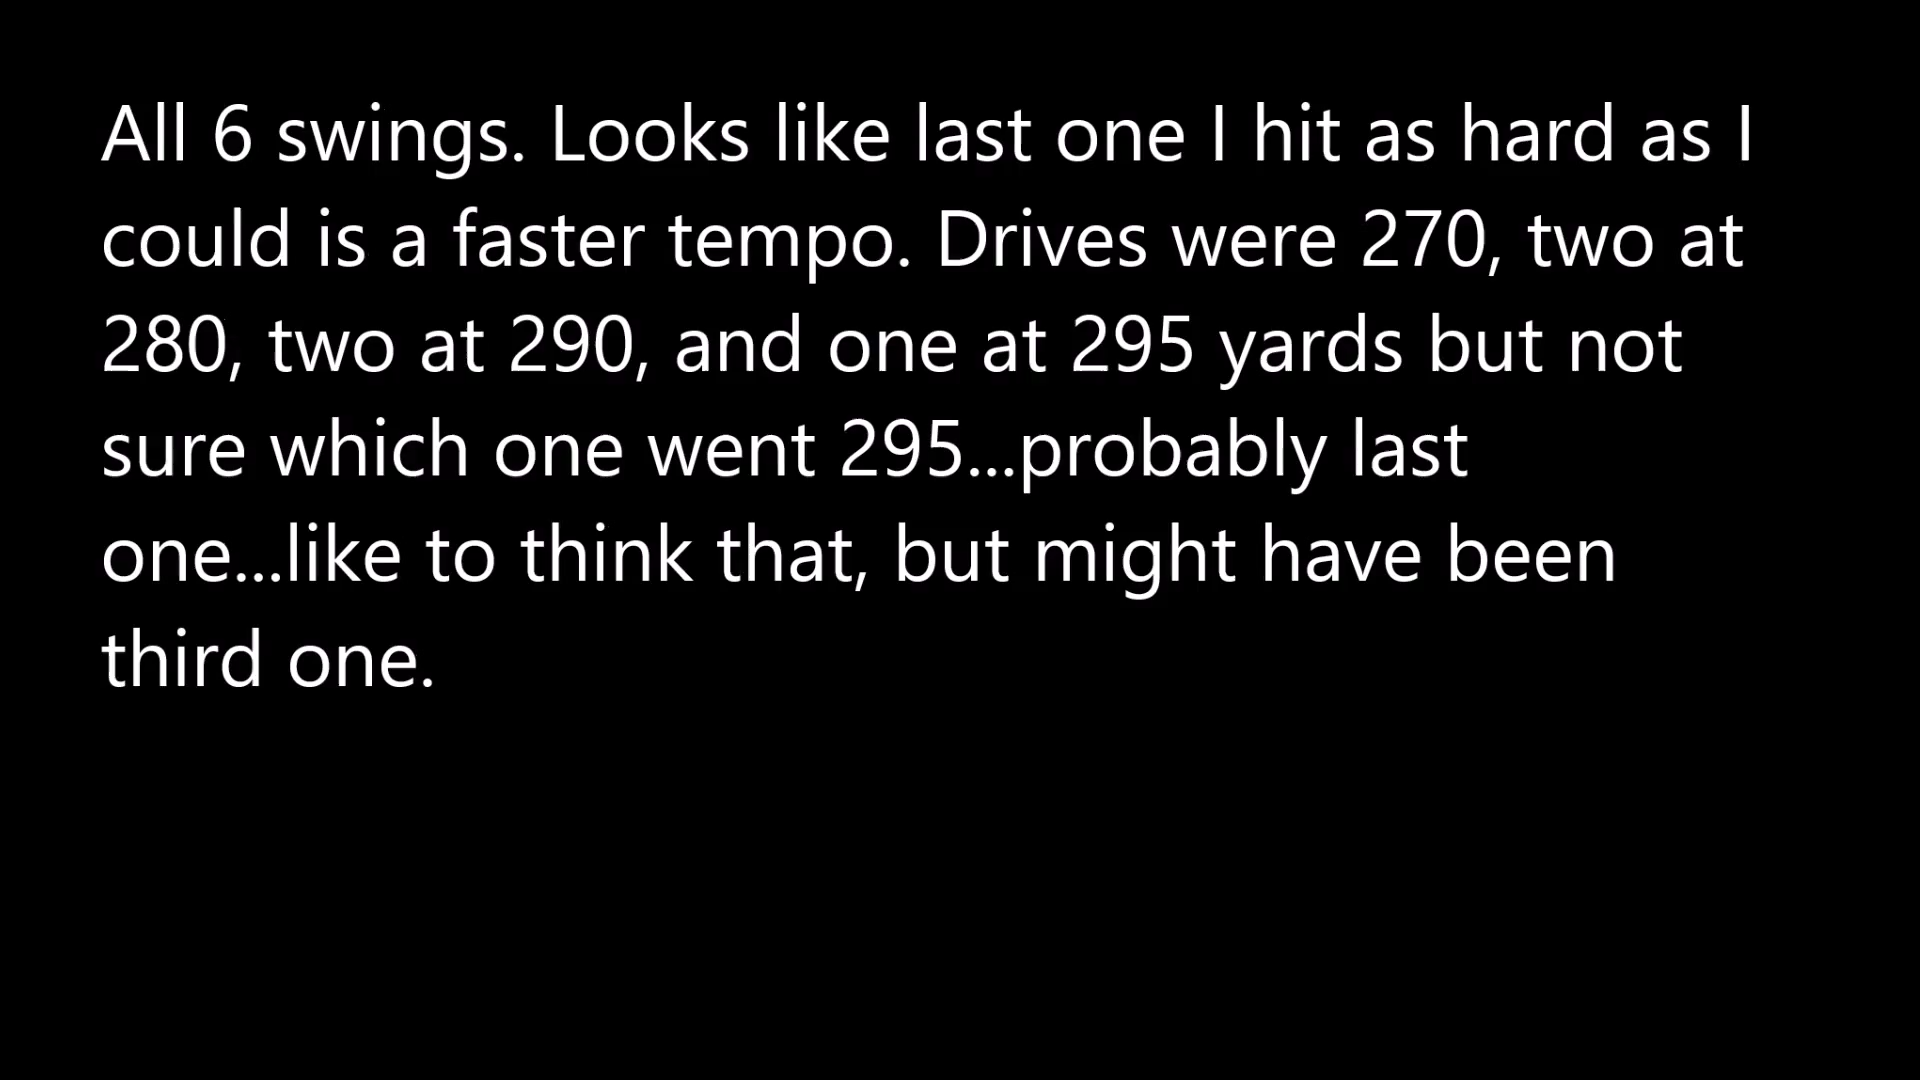 All 6 swings. Looks like last one I hit as hard as I
could is a faster tempo. Drives were 270, two at
280, two at 290, and one at 295 yards but not
sure which one went 295...probably last
one...like to think that, but might have been
third one.